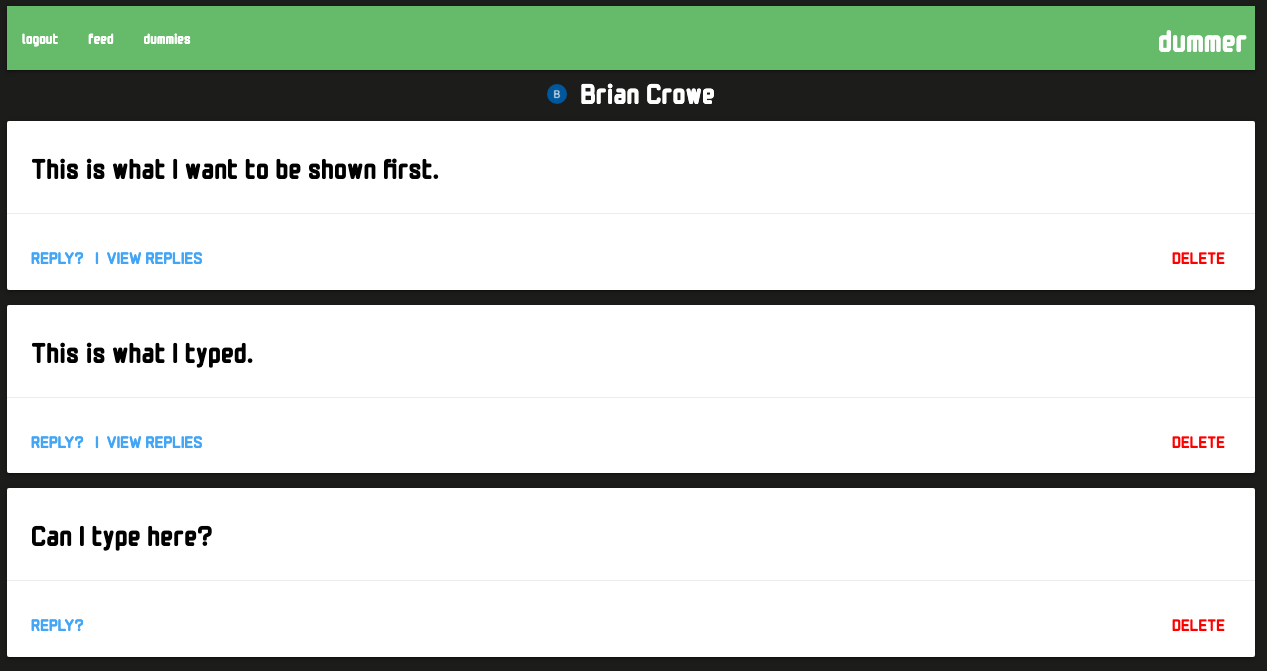 logout feed dummies dummer
B Brian Crowe
This is what I want to be shown first.
REPLY? | VIEW REPLIES DELETE
This is what I typed.
REPLY? | VIEW REPLIES DELETE
Can I type here?
REPLY? DELETE